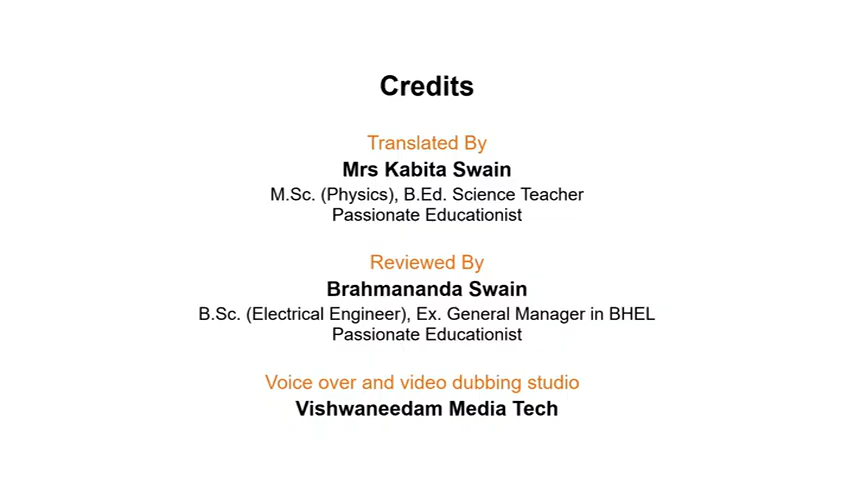 Credits
Translated By
Mrs Kabita Swain
M.Sc. (Physics), B.Ed. Science Teacher
Passionate Educationist
Reviewed By
Brahmananda Swain
B.Sc. (Electrical Engineer), Ex. General Manager in BHEL
Passionate Educationist
Voice over and video dubbing studio
Vishwaneedam Media Tech